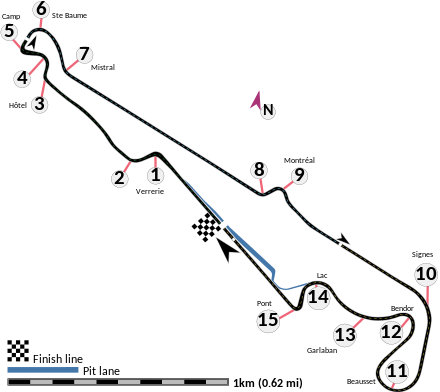 6
Ste Baume
Camp
5
7
Mistral
4
Hôtel
3
N
8
Montréal
9
2
1
Verrerie
Signes
10
Lac
14
Pont
15
Bendor
12
13
Garlaban
11
Beausset
Finish line
Pit lane
1km (0.62 mi)